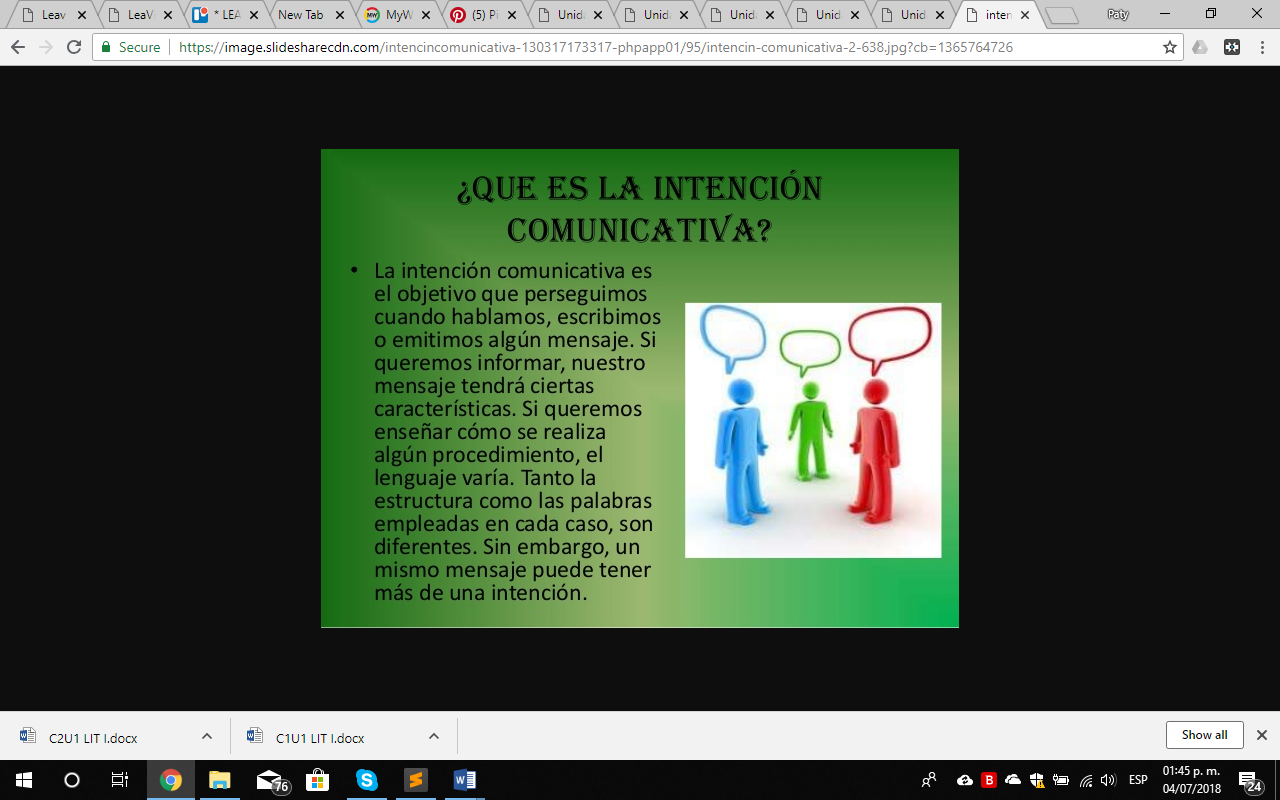 Leav
LeaV
* LEA
New Tab
MyW
(5) Pi
Unid
Unid
Unid
Unid
Unid
inten
Paty
Secure
https://image.slidesharecdn.com/intencincomunicativa-130317173317-phpapp01/95/intencin-comunicativa-2-638.jpg?cb=1365764726
¿QUE ES LA INTENCIÓN
COMUNICATIVA?
• La intención comunicativa es
el objetivo que perseguimos
cuando hablamos, escribimos
o emitimos algún mensaje. Si
queremos informar, nuestro
mensaje tendrá ciertas
características. Si queremos
enseñar cómo se realiza
algún procedimiento, el
lenguaje varía. Tanto la
estructura como las palabras
empleadas en cada caso, son
diferentes. Sin embargo, un
mismo mensaje puede tener
más de una intención.
C2U1 LIT I.docx
C1U1 LIT I.docx
Show all
76
ESP
01:45 p. m.
04/07/2018
24